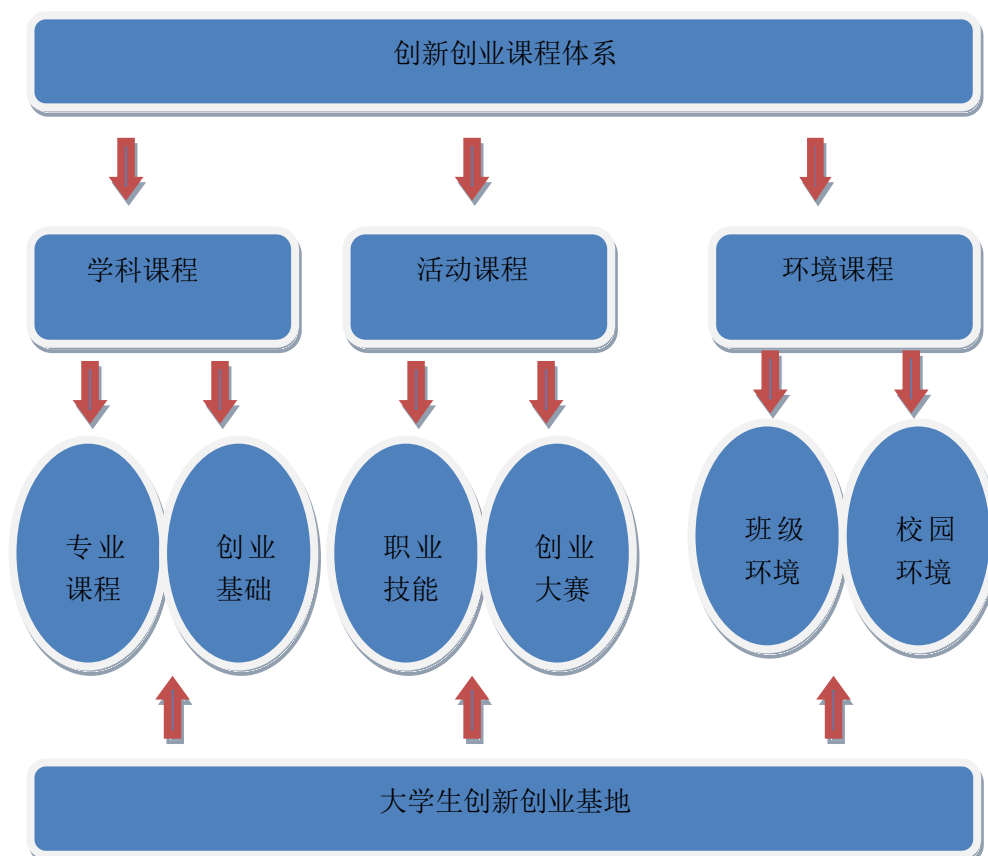 创新创业课程体系
学科课程
活动课程
环境课程
专业
课程
创业
基础
职业
技能
创业
大赛
班级
环境
校园
环境
大学生创新创业基地